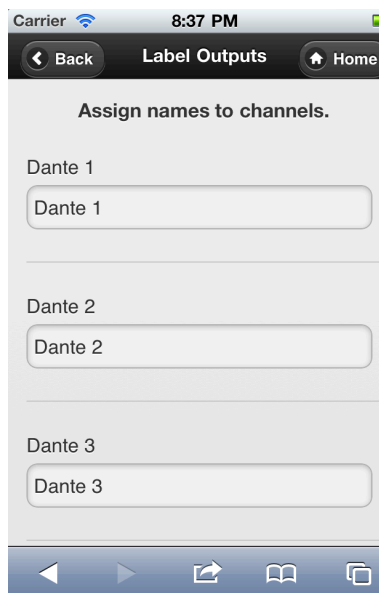 Carrier 8:37 PM
Back Label Outputs Home
Assign names to channels.
Dante 1
Dante 1
Dante 2
Dante 2
Dante 3
Dante 3